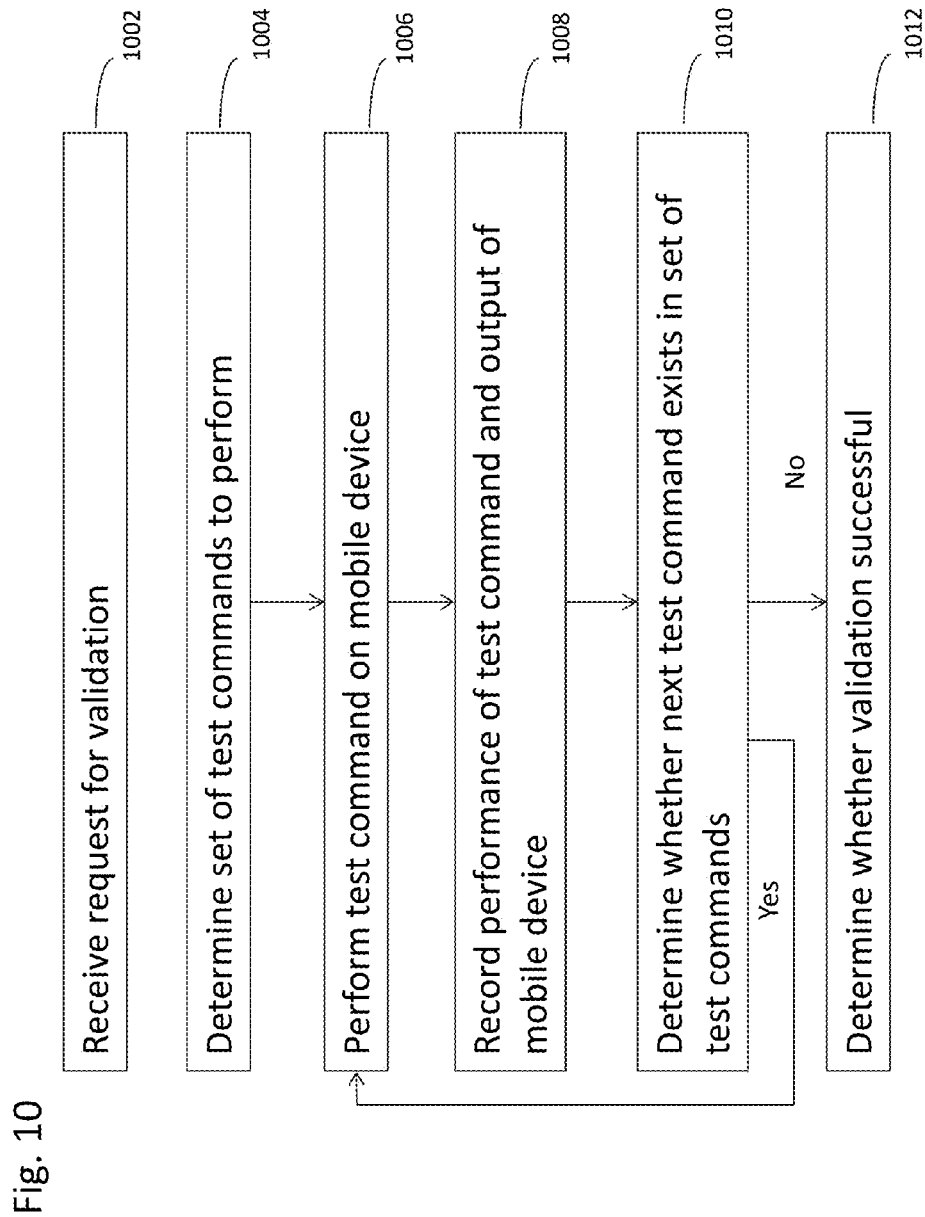 Fig. 10
Receive request for validation
1002
Determine set of test commands to perform
1004
Perform test command on mobile device
1006
Record performance of test command and output of
mobile device
1008
Determine whether next test command exists in set of
test commands
1010
Yes
No
Determine whether validation successful
1012